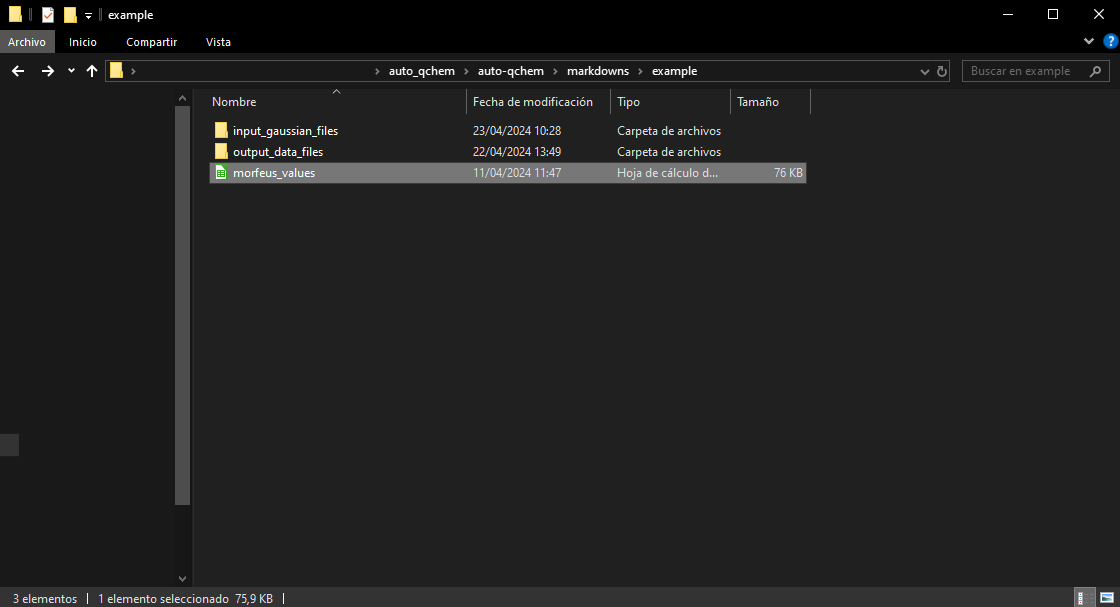 example
Archivo Inicio Compartir Vista
auto_qchem auto-qchem markdowns example Buscar en example
Nombre Fecha de modificación Tipo Tamaño
input_gaussian_files 23/04/2024 10:28 Carpeta de archivos
output_data_files 22/04/2024 13:49 Carpeta de archivos
morfeus_values 11/04/2024 11:47 Hoja de cálculo d... 76 KB
3 elementos 1 elemento seleccionado 75,9 KB